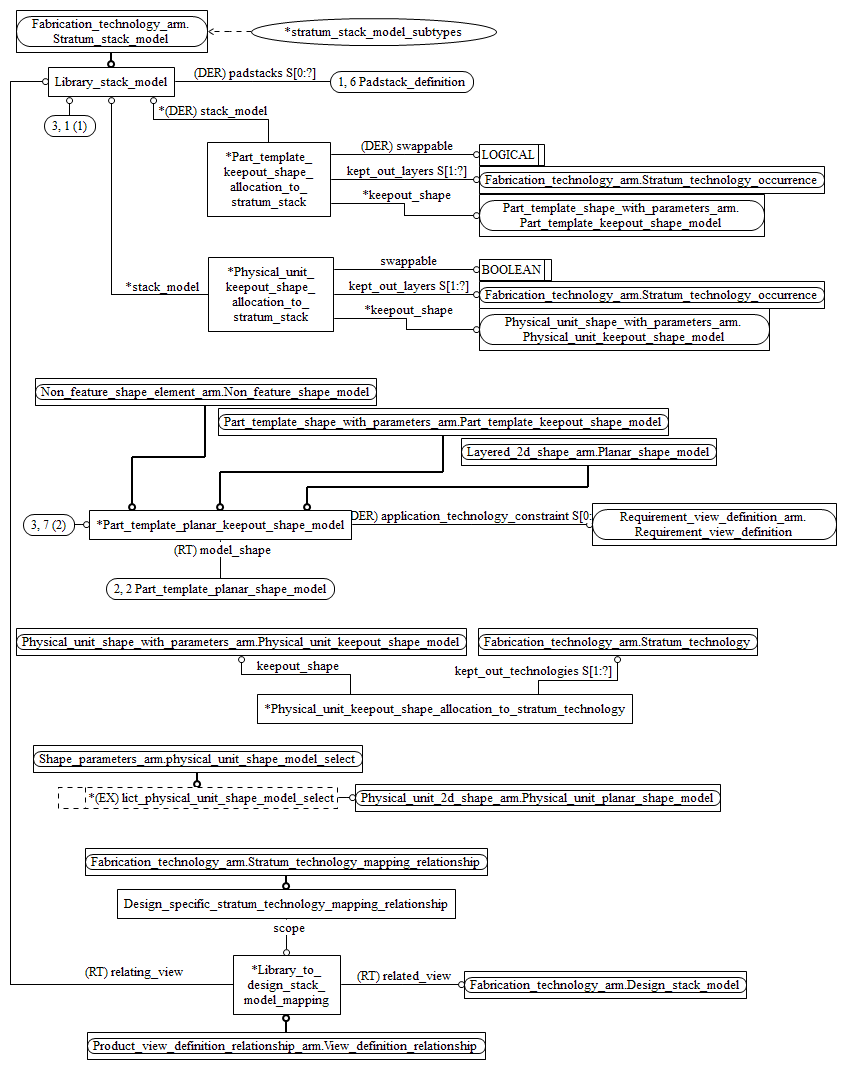 Fabrication_technology_arm.
Stratum_stack_model
*stratum_stack_model_subtypes
Library_stack_model
(DER) padstacks S[0:?]
1, 6 Padstack_definition
3, 1 (1)
*(DER) stack_model
*Part_template_
keepout_shape_
allocation_to_
stratum_stack
(DER) swappable
LOGICAL
kept_out_layers S[1:?]
Fabrication_technology_arm.Stratum_technology_occurrence
*keepout_shape
Part_template_shape_with_parameters_arm.
Part_template_keepout_shape_model
*stack_model
*Physical_unit_
keepout_shape_
allocation_to_
stratum_stack
swappable
BOOLEAN
kept_out_layers S[1:?]
Fabrication_technology_arm.Stratum_technology_occurrence
*keepout_shape
Physical_unit_shape_with_parameters_arm.
Physical_unit_keepout_shape_model
Non_feature_shape_element_arm.Non_feature_shape_model
Part_template_shape_with_parameters_arm.Part_template_keepout_shape_model
Layered_2d_shape_arm.Planar_shape_model
3, 7 (2)
*Part_template_planar_keepout_shape_model
DER) application_technology_constraint S[0:
Requirement_view_definition_arm.
Requirement_view_definition
(RT) model_shape
2, 2 Part_template_planar_shape_model
Physical_unit_shape_with_parameters_arm.Physical_unit_keepout_shape_model
Fabrication_technology_arm.Stratum_technology
keepout_shape
kept_out_technologies S[1:?]
*Physical_unit_keepout_shape_allocation_to_stratum_technology
Shape_parameters_arm.physical_unit_shape_model_select
*(EX) lict_physical_unit_shape_model_select
Physical_unit_2d_shape_arm.Physical_unit_planar_shape_model
Fabrication_technology_arm.Stratum_technology_mapping_relationship
Design_specific_stratum_technology_mapping_relationship
scope
(RT) relating_view
*Library_to_
design_stack_
model_mapping
(RT) related_view
Fabrication_technology_arm.Design_stack_model
Product_view_definition_relationship_arm.View_definition_relationship